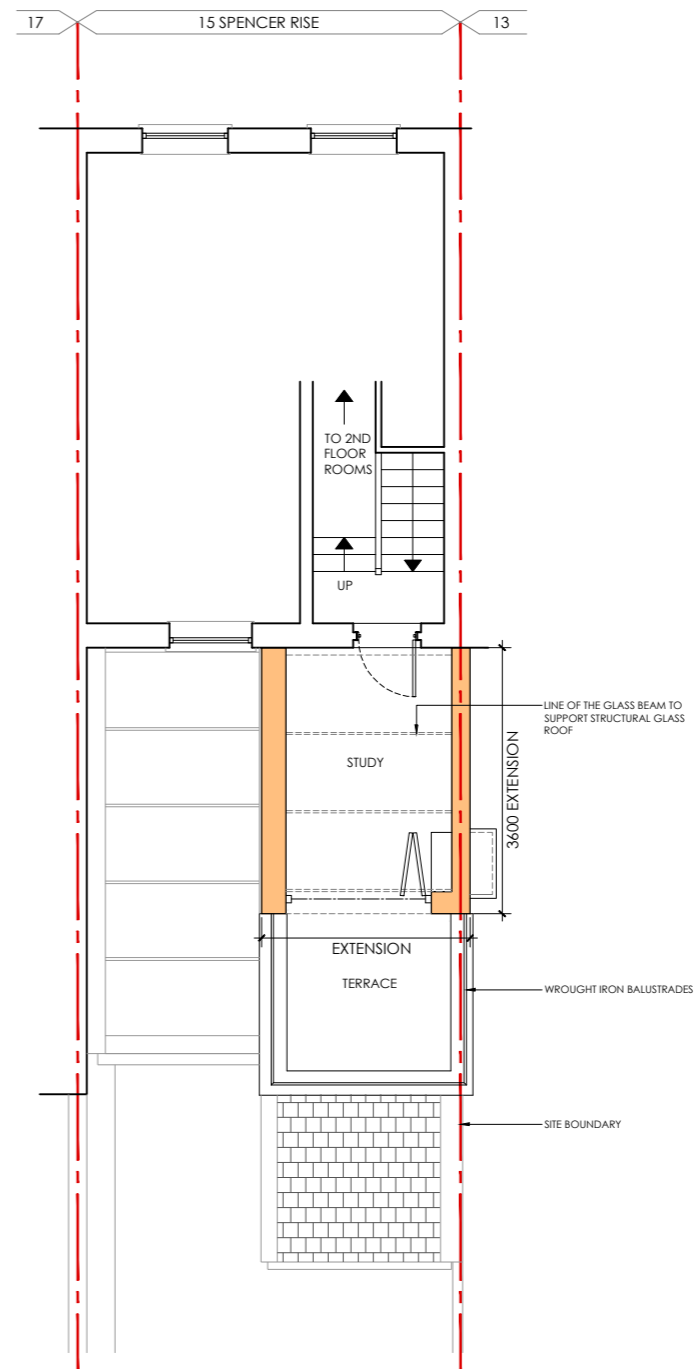 17
15 SPENCER RISE
13
TO 2ND
FLOOR
ROOMS
UP
LINE OF THE GLASS BEAM TO
SUPPORT STRUCTURAL GLASS
ROOF
STUDY
3600 EXTENSION
EXTENSION
TERRACE
WROUGHT IRON BALUSTRADES
SITE BOUNDARY